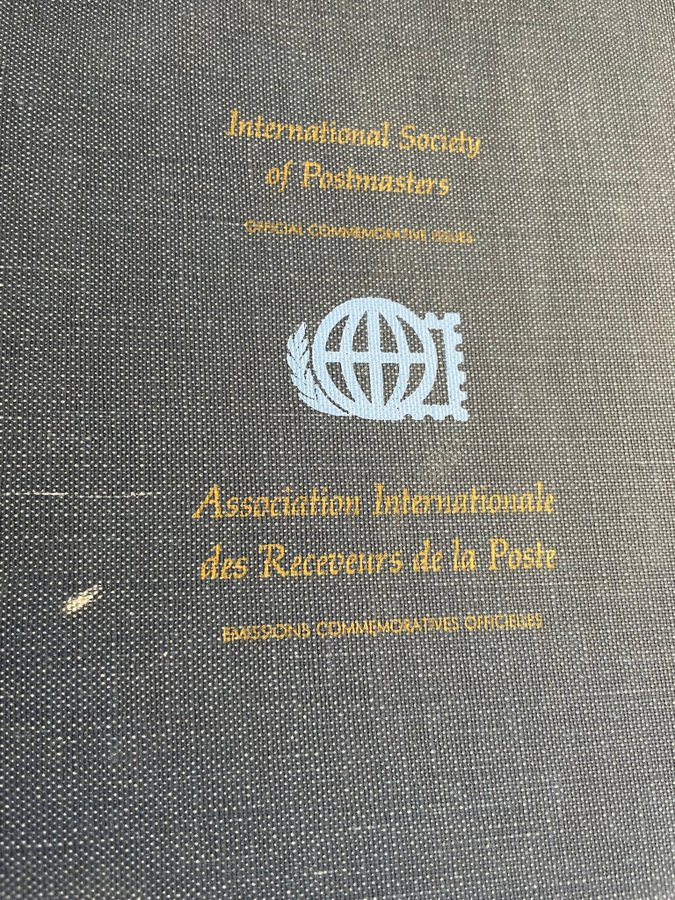 International Society
of Postmasters
OFFICIAL COMMEMORATIVE ISSUES
Association Internationale
des Receveurs de la Poste
EMISSIONS COMMEMORATIVES OFFICIELLES